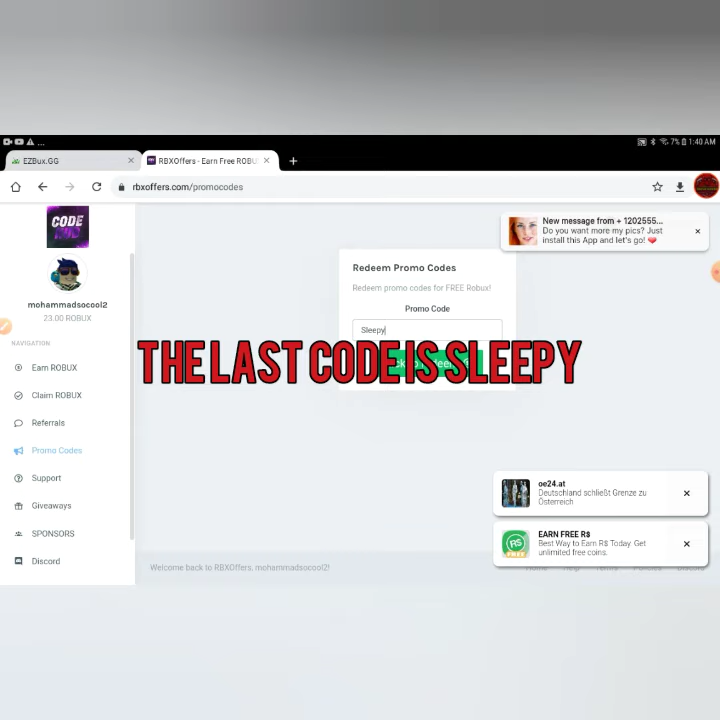 7% 1:40 AM
EZBux.GG
RBXOffers - Earn Free ROBU
rbxoffers.com/promocodes
CODE
mohammadsocool2
23.00 ROBUX
NAVIGATION
Earn ROBUX
Claim ROBUX
Referrals
Promo Codes
Support
Giveaways
SPONSORS
Discord
New message from + 1202555...
Do you want more my pics? Just
install this App and let's go!
Redeem Promo Codes
Redeem promo codes for FREE Robux!
Promo Code
Sleepy
THE LAST CODE IS SLEEPY
oe24.at
Deutschland schließt Grenze zu
Österreich
R$
FREE
EARN FREE R$
Best Way to Earn R$ Today. Get
unlimited free coins.
Welcome back to RBXOffers, mohammadsocool2!